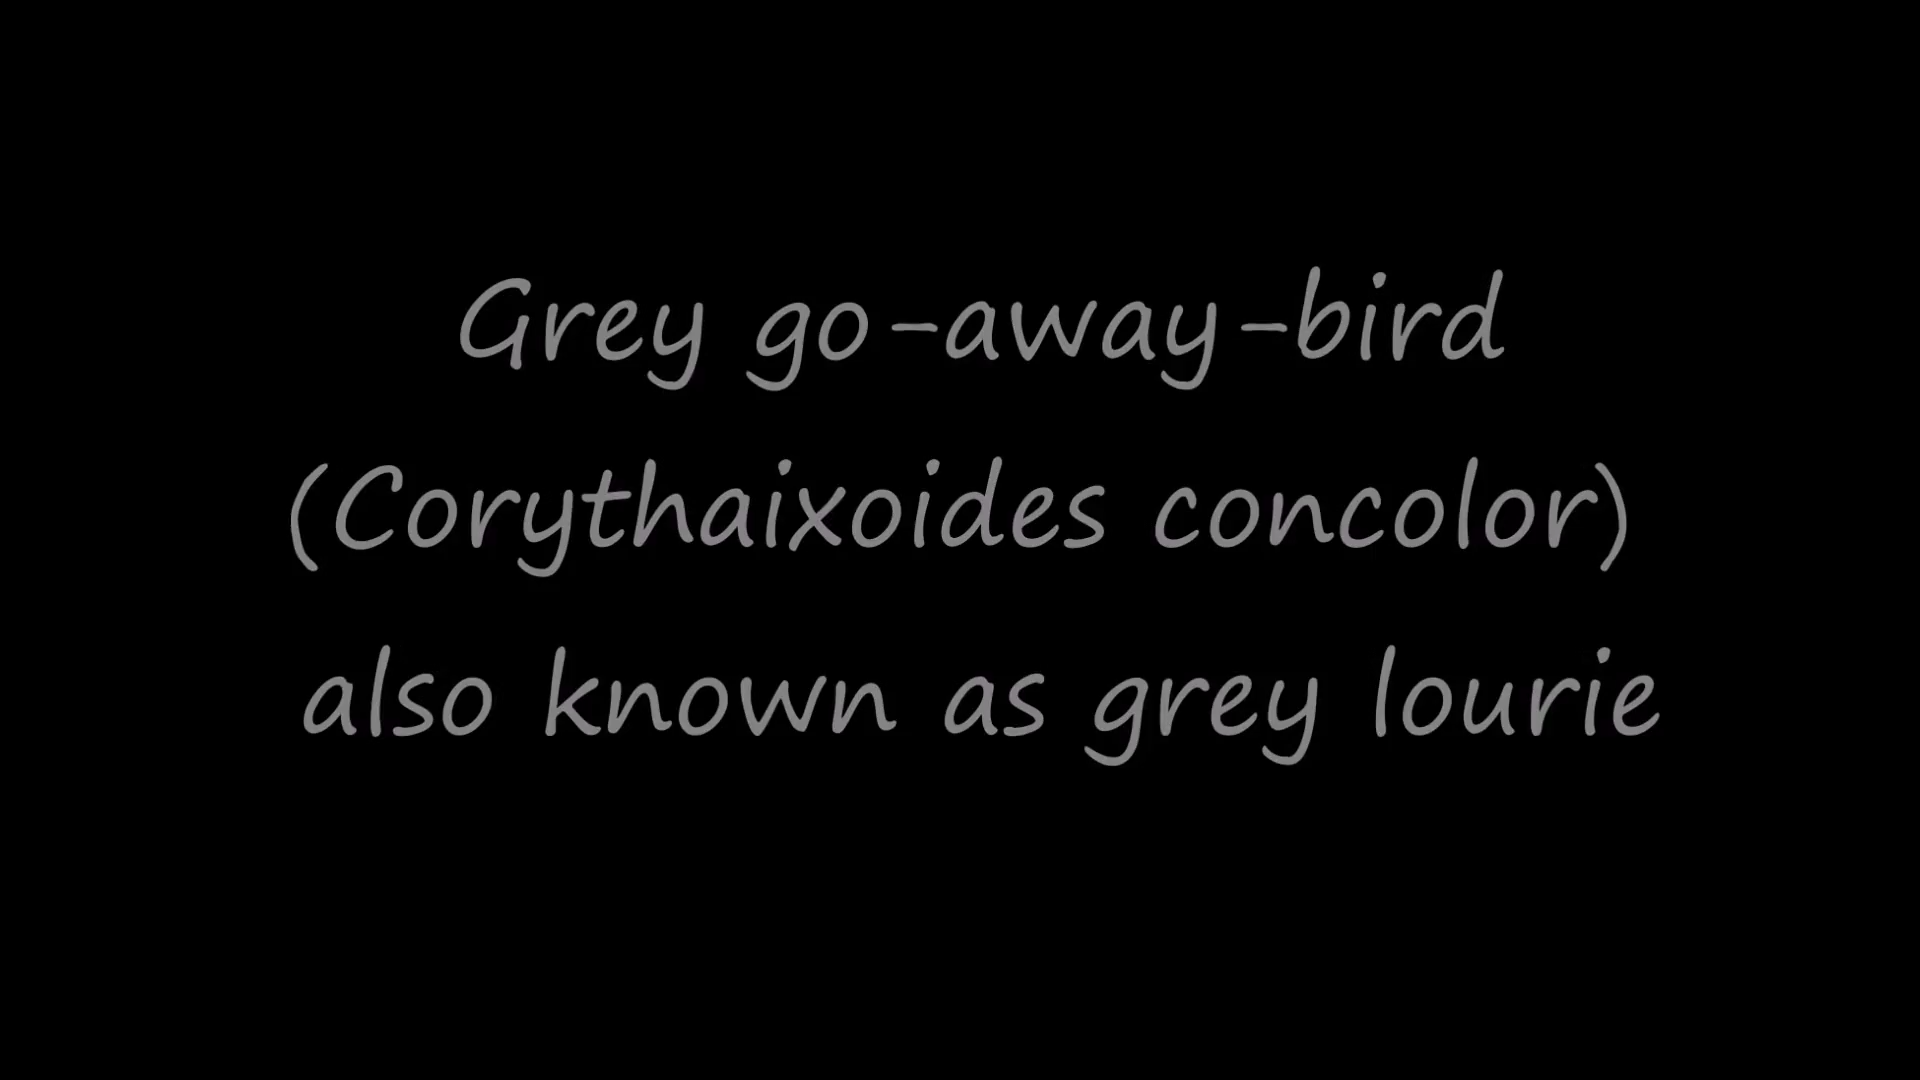 Grey go-away-bird
(Corythaixoides concolor)
also known as grey lourie